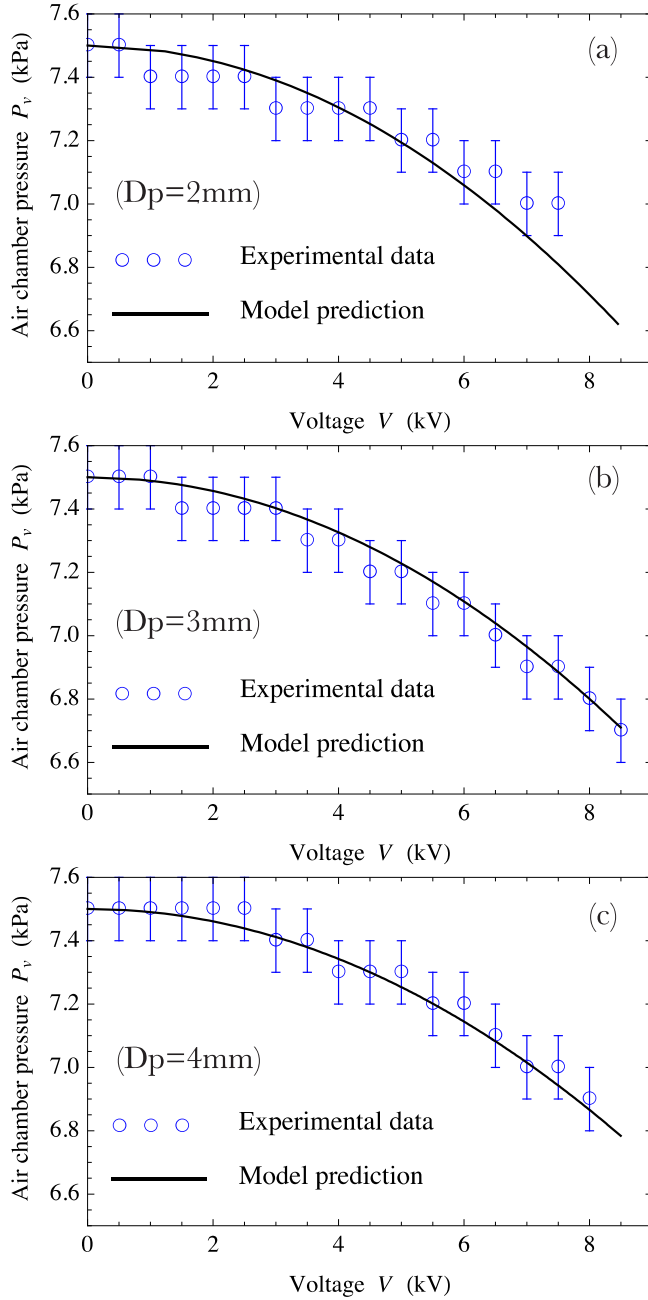 7.6
(a)
7.4
7.2
7.0
6.8
6.6
Air chamber pressure Pᵥ (kPa)
(Dp=2mm)
Experimental data
Model prediction
0 2 4 6 8
Voltage V (kV)
7.6
(b)
7.4
7.2
7.0
6.8
6.6
Air chamber pressure Pᵥ (kPa)
(Dp=3mm)
Experimental data
Model prediction
0 2 4 6 8
Voltage V (kV)
7.6
(c)
7.4
7.2
7.0
6.8
6.6
Air chamber pressure Pᵥ (kPa)
(Dp=4mm)
Experimental data
Model prediction
0 2 4 6 8
Voltage V (kV)